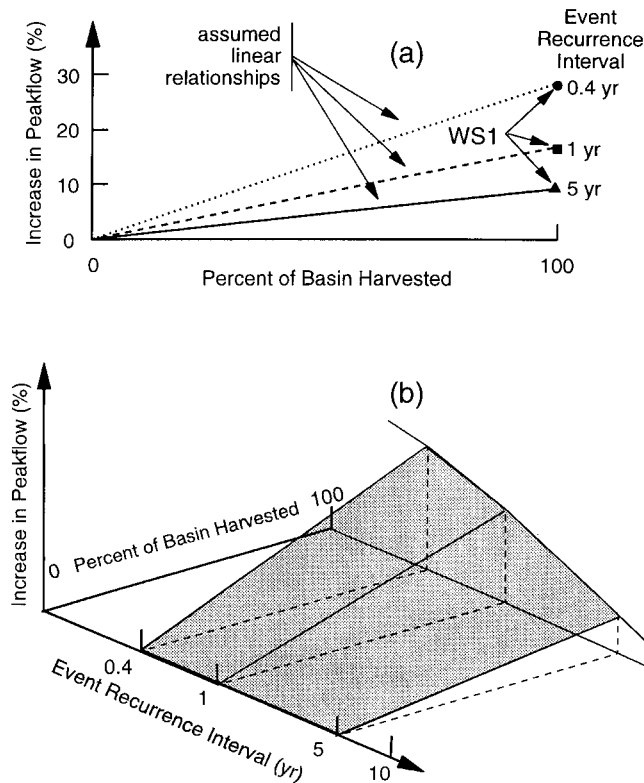 assumed
linear
relationships
(a)
Event
Recurrence
Interval
Increase in Peakflow (%)
30
20
10
0
0.4 yr
WS1
1 yr
5 yr
0
100
Percent of Basin Harvested
(b)
Increase in Peakflow (%)
100
Percent of Basin Harvested
0
0.4
1
5
10
Event Recurrence Interval (yr)